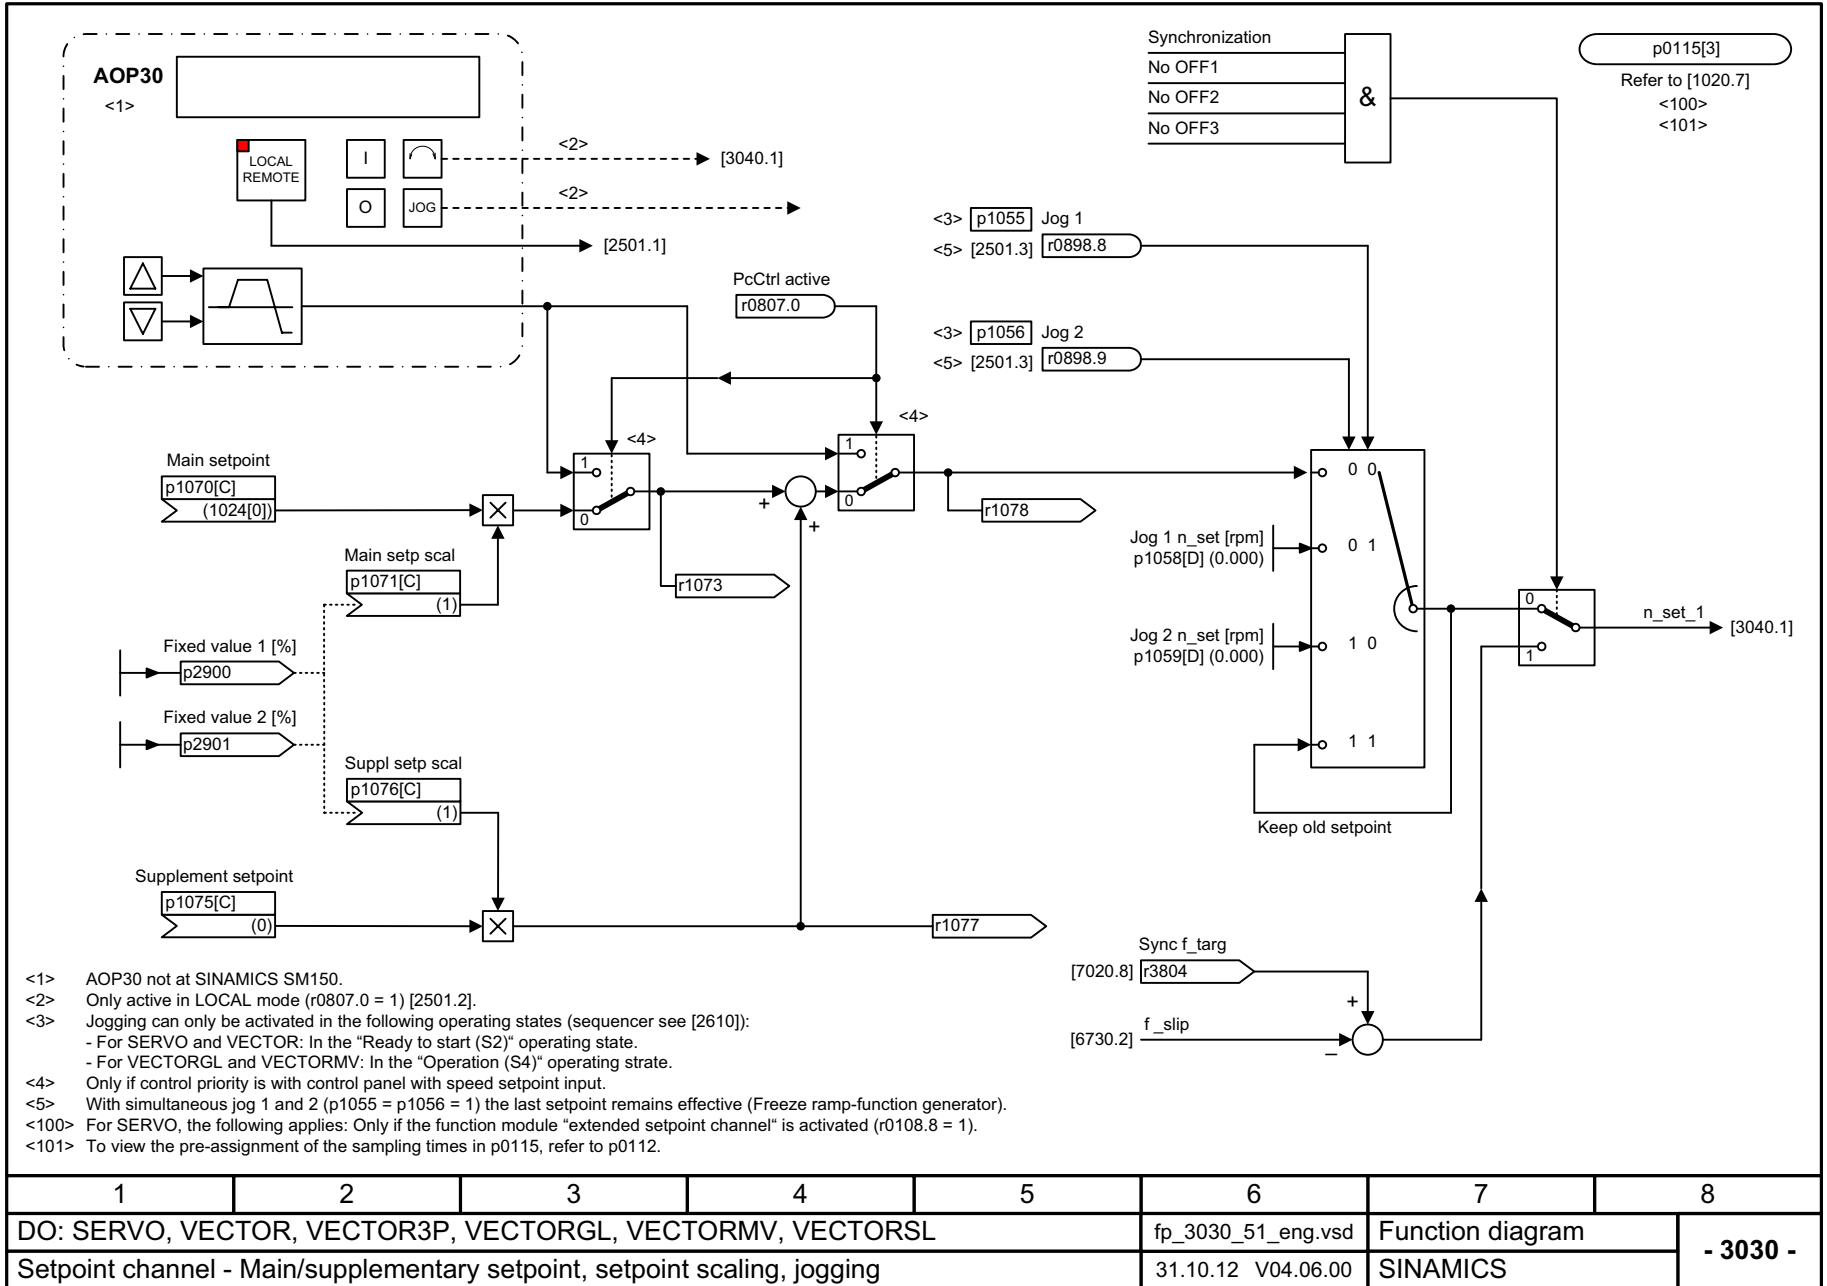 AOP30
<1>
LOCAL
REMOTE
I
O
JOG
<2>
[3040.1]
<2>
[2501.1]
Synchronization
No OFF1
No OFF2
No OFF3
&
p0115[3]
Refer to [1020.7]
<100>
<101>
<3> p1055 Jog 1
<5> [2501.3] r0898.8
PcCtrl active
r0807.0
<3> p1056 Jog 2
<5> [2501.3] r0898.9
<4>
<4>
Main setpoint
p1070[C]
(1024[0])
1
0
1
0
+
+
r1073
r1078
Main setp scal
p1071[C]
(1)
Fixed value 1 [%]
p2900
Fixed value 2 [%]
p2901
Suppl setp scal
p1076[C]
(1)
Supplement setpoint
p1075[C]
(0)
r1077
0 0
Jog 1 n_set [rpm]
p1058[D] (0.000)
0 1
Jog 2 n_set [rpm]
p1059[D] (0.000)
1 0
1 1
Keep old setpoint
0
1
n_set_1
[3040.1]
Sync f_targ
[7020.8] r3804
+
f _slip
[6730.2]
–
<1> AOP30 not at SINAMICS SM150.
<2> Only active in LOCAL mode (r0807.0 = 1) [2501.2].
<3> Jogging can only be activated in the following operating states (sequencer see [2610]):
- For SERVO and VECTOR: In the “Ready to start (S2)“ operating state.
- For VECTORGL and VECTORMV: In the “Operation (S4)“ operating strate.
<4> Only if control priority is with control panel with speed setpoint input.
<5> With simultaneous jog 1 and 2 (p1055 = p1056 = 1) the last setpoint remains effective (Freeze ramp-function generator).
<100> For SERVO, the following applies: Only if the function module “extended setpoint channel“ is activated (r0108.8 = 1).
<101> To view the pre-assignment of the sampling times in p0115, refer to p0112.
1 2 3 4 5 6 7 8
DO: SERVO, VECTOR, VECTOR3P, VECTORGL, VECTORMV, VECTORSL
fp_3030_51_eng.vsd
Function diagram
- 3030 -
Setpoint channel - Main/supplementary setpoint, setpoint scaling, jogging
31.10.12 V04.06.00
SINAMICS